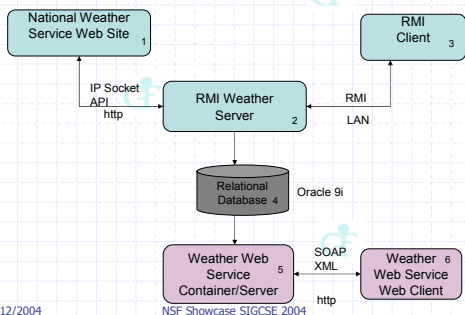 National Weather
Service Web Site
1
RMI
Client
3
IP Socket
API
http
RMI Weather
Server
2
RMI
LAN
Relational
Database 4
Oracle 9i
Weather Web
Service
Container/Server
5
SOAP
XML
http
Weather
Web Service
Web Client
6
12/2004
NSF Showcase SIGCSE 2004